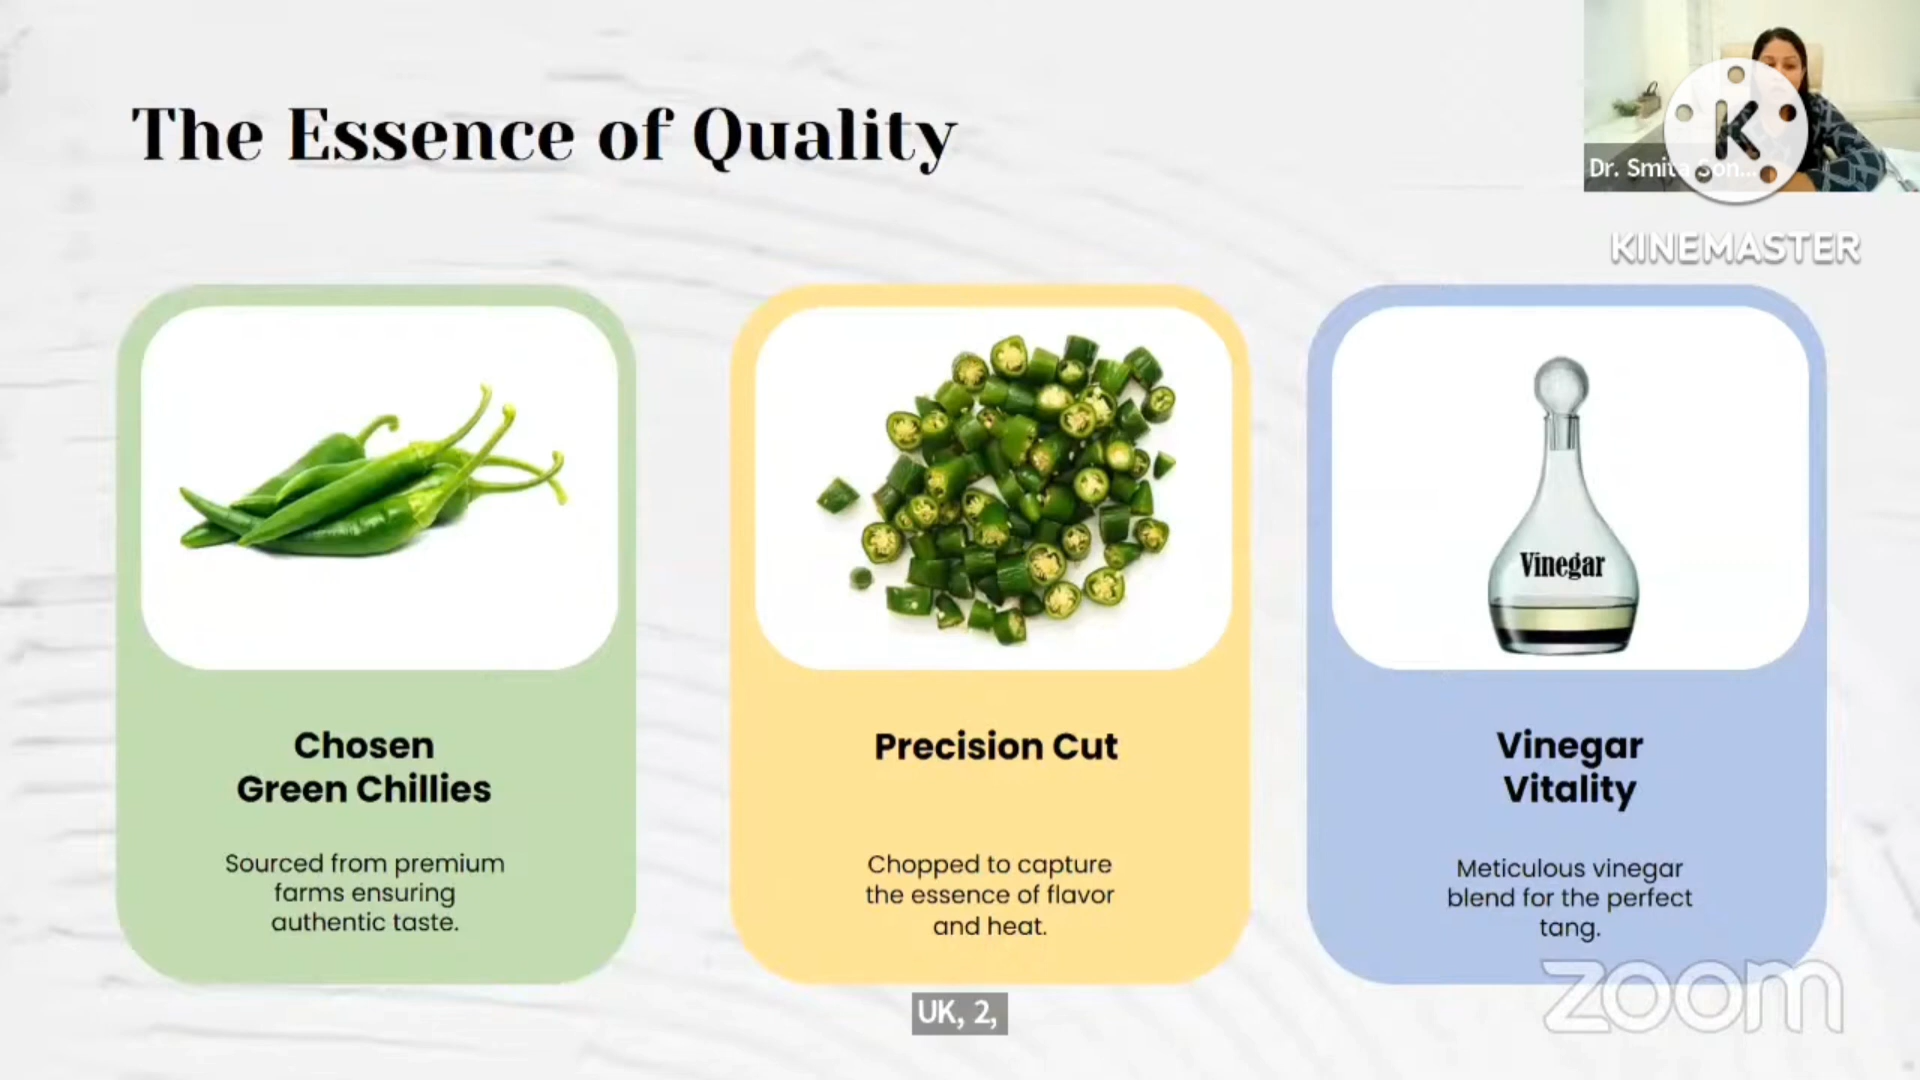 The Essence of Quality
Dr. Smita Son...
K
KINEMASTER
Vinegar
Chosen
Green Chillies
Sourced from premium
farms ensuring
authentic taste.
Precision Cut
Chopped to capture
the essence of flavor
and heat.
Vinegar
Vitality
Meticulous vinegar
blend for the perfect
tang.
zoom
UK, 2,